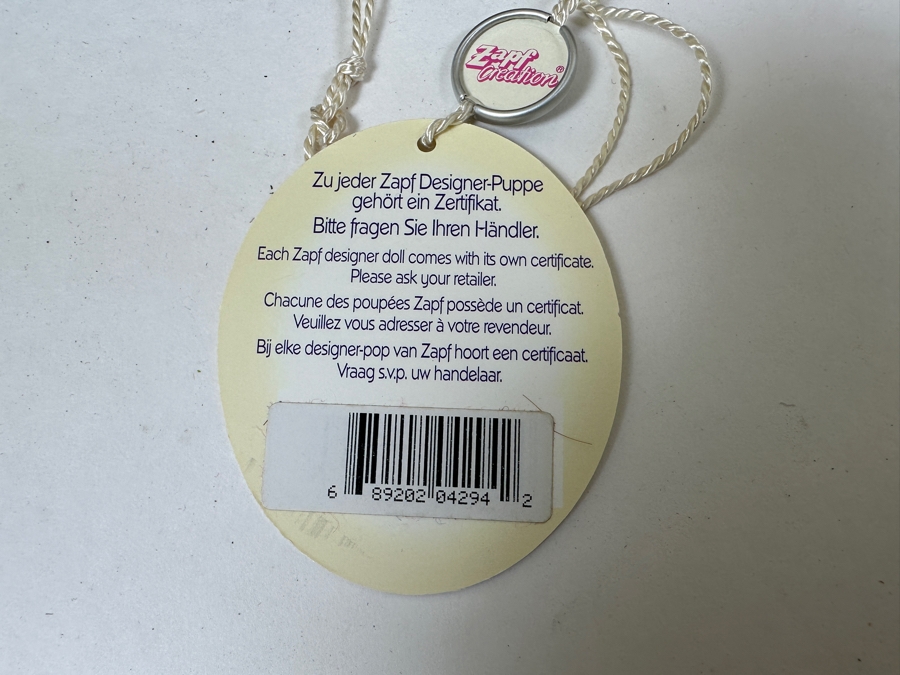 Zapf
Creation®
Zu jeder Zapf Designer-Puppe
gehört ein Zertifikat.
Bitte fragen Sie Ihren Händler.
Each Zapf designer doll comes with its own certificate.
Please ask your retailer.
Chacune des poupées Zapf possède un certificat.
Veuillez vous adresser à votre revendeur.
Bij elke designer-pop van Zapf hoort een certificaat.
Vraag s.v.p. uw handelaar.
6 89202 04294 2